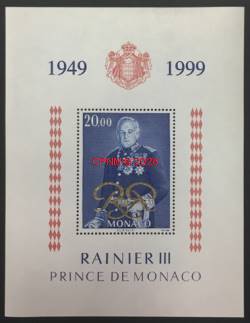 1949 1999
20,00
MONACO
RAINIER III
PRINCE DE MONACO